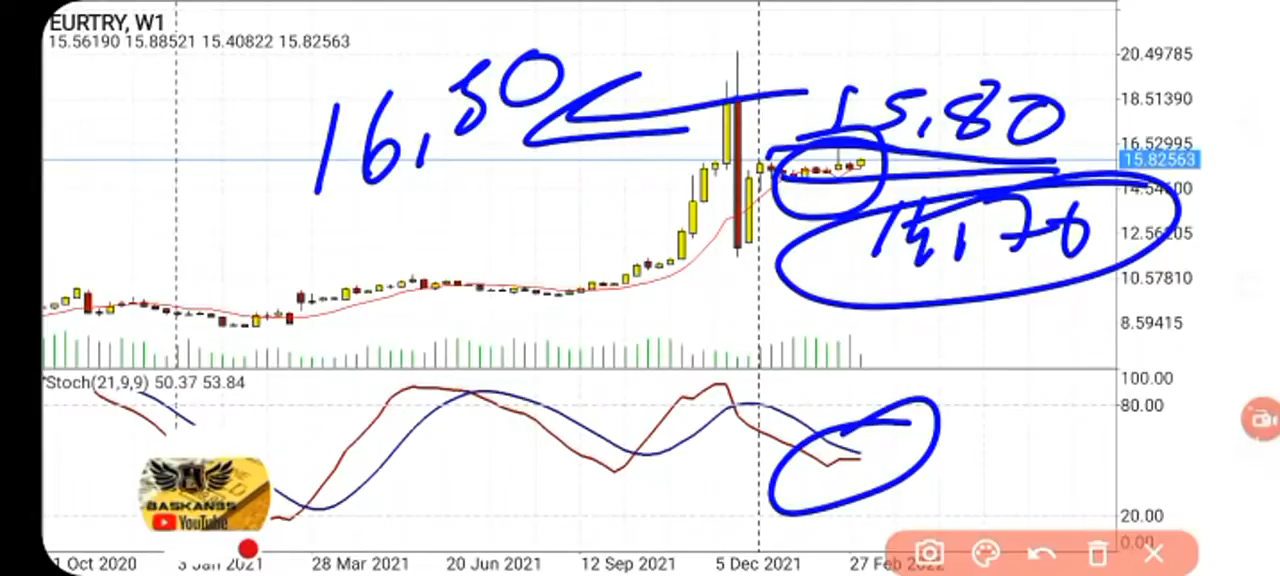 EURTRY, W1
15.56190 15.88521 15.40822 15.82563
20.49785
16,80
15,80
18.51390
16.52995
15.82563
12.56205
10.57810
8.59415
Stoch(21,9,9) 50.37 53.84
100.00
80.00
BASKAN95
YouTube
20.00
0.00
1 Oct 2020
3 Jan 2021
28 Mar 2021
20 Jun 2021
12 Sep 2021
5 Dec 2021
27 Feb 2022